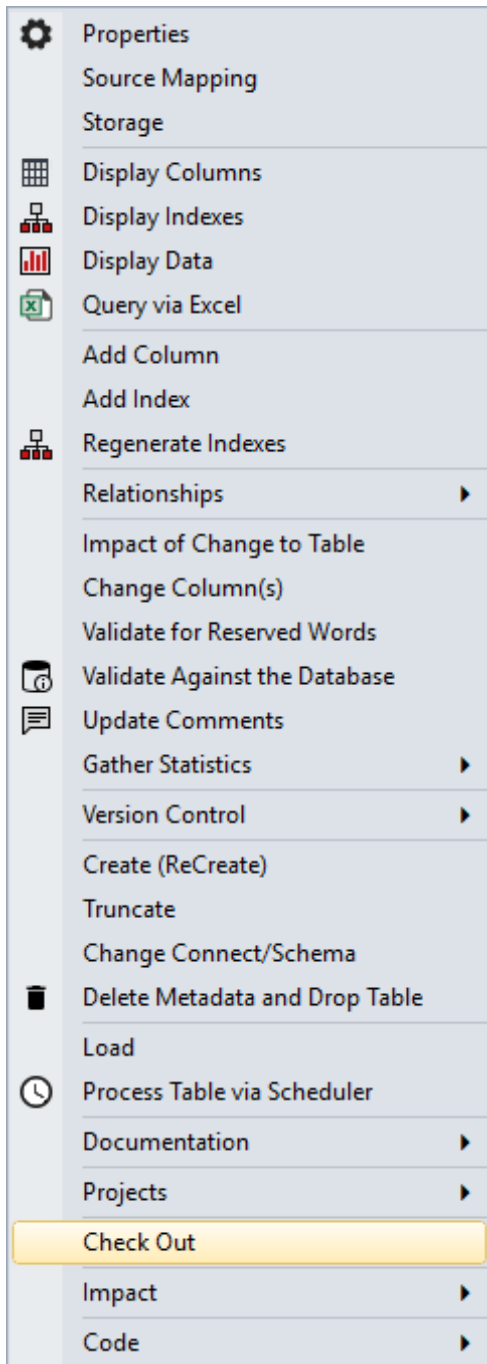 Properties
Source Mapping
Storage
Display Columns
Display Indexes
Display Data
Query via Excel
Add Column
Add Index
Regenerate Indexes
Relationships
Impact of Change to Table
Change Column(s)
Validate for Reserved Words
Validate Against the Database
Update Comments
Gather Statistics
Version Control
Create (ReCreate)
Truncate
Change Connect/Schema
Delete Metadata and Drop Table
Load
Process Table via Scheduler
Documentation
Projects
Check Out
Impact
Code